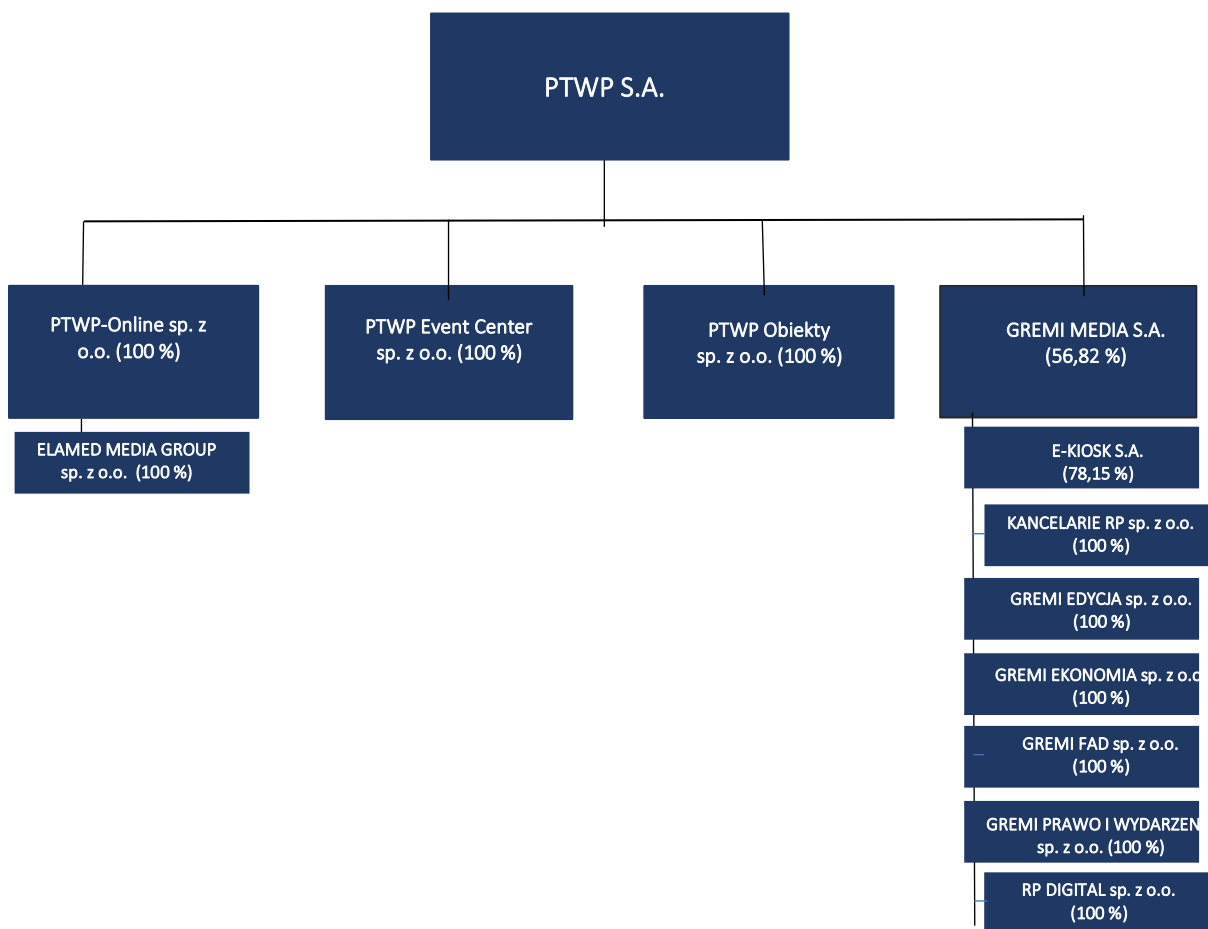 PTWP S.A.
PTWP-Online sp. z
o.o. (100 %)
PTWP Event Center
sp. z o.o. (100 %)
PTWP Obiekty
sp. z o.o. (100 %)
GREMI MEDIA S.A.
(56,82 %)
ELAMED MEDIA GROUP
sp. z o.o. (100 %)
E-KIOSK S.A.
(78,15 %)
KANCELARIE RP sp. z o.o.
(100 %)
GREMI EDYCJA sp. z o.o.
(100 %)
GREMI EKONOMIA sp. z o.o
(100 %)
GREMI FAD sp. z o.o.
(100 %)
GREMI PRAWO I WYDARZEN
sp. z o.o. (100 %)
RP DIGITAL sp. z o.o.
(100 %)